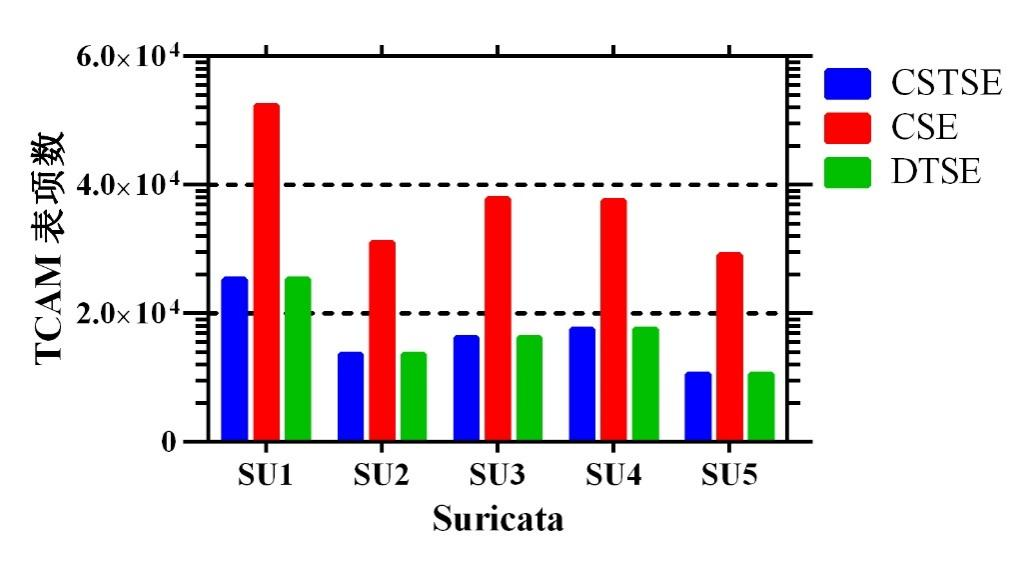 6.0×10⁴
4.0×10⁴
2.0×10⁴
0
TCAM 表项数
SU1 SU2 SU3 SU4 SU5
Suricata
CSTSE
CSE
DTSE